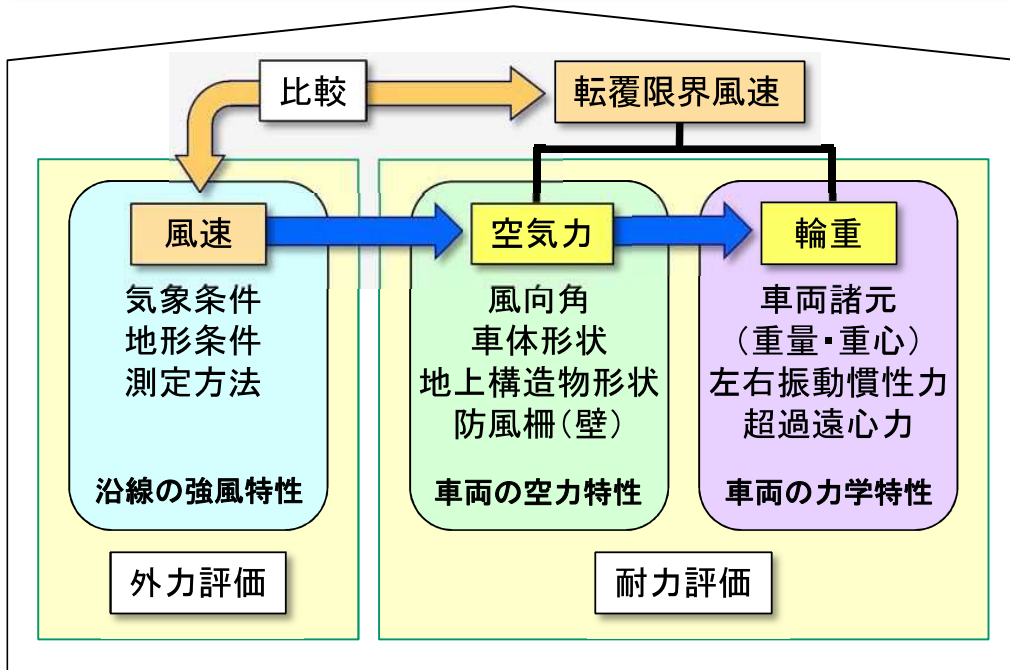 比較
転覆限界風速
風速
気象条件
地形条件
測定方法
沿線の強風特性
外力評価
空気力
風向角
車体形状
地上構造物形状
防風柵(壁)
車両の空力特性
輪重
車両諸元
(重量・重心)
左右振動慣性力
超過遠心力
車両の力学特性
耐力評価